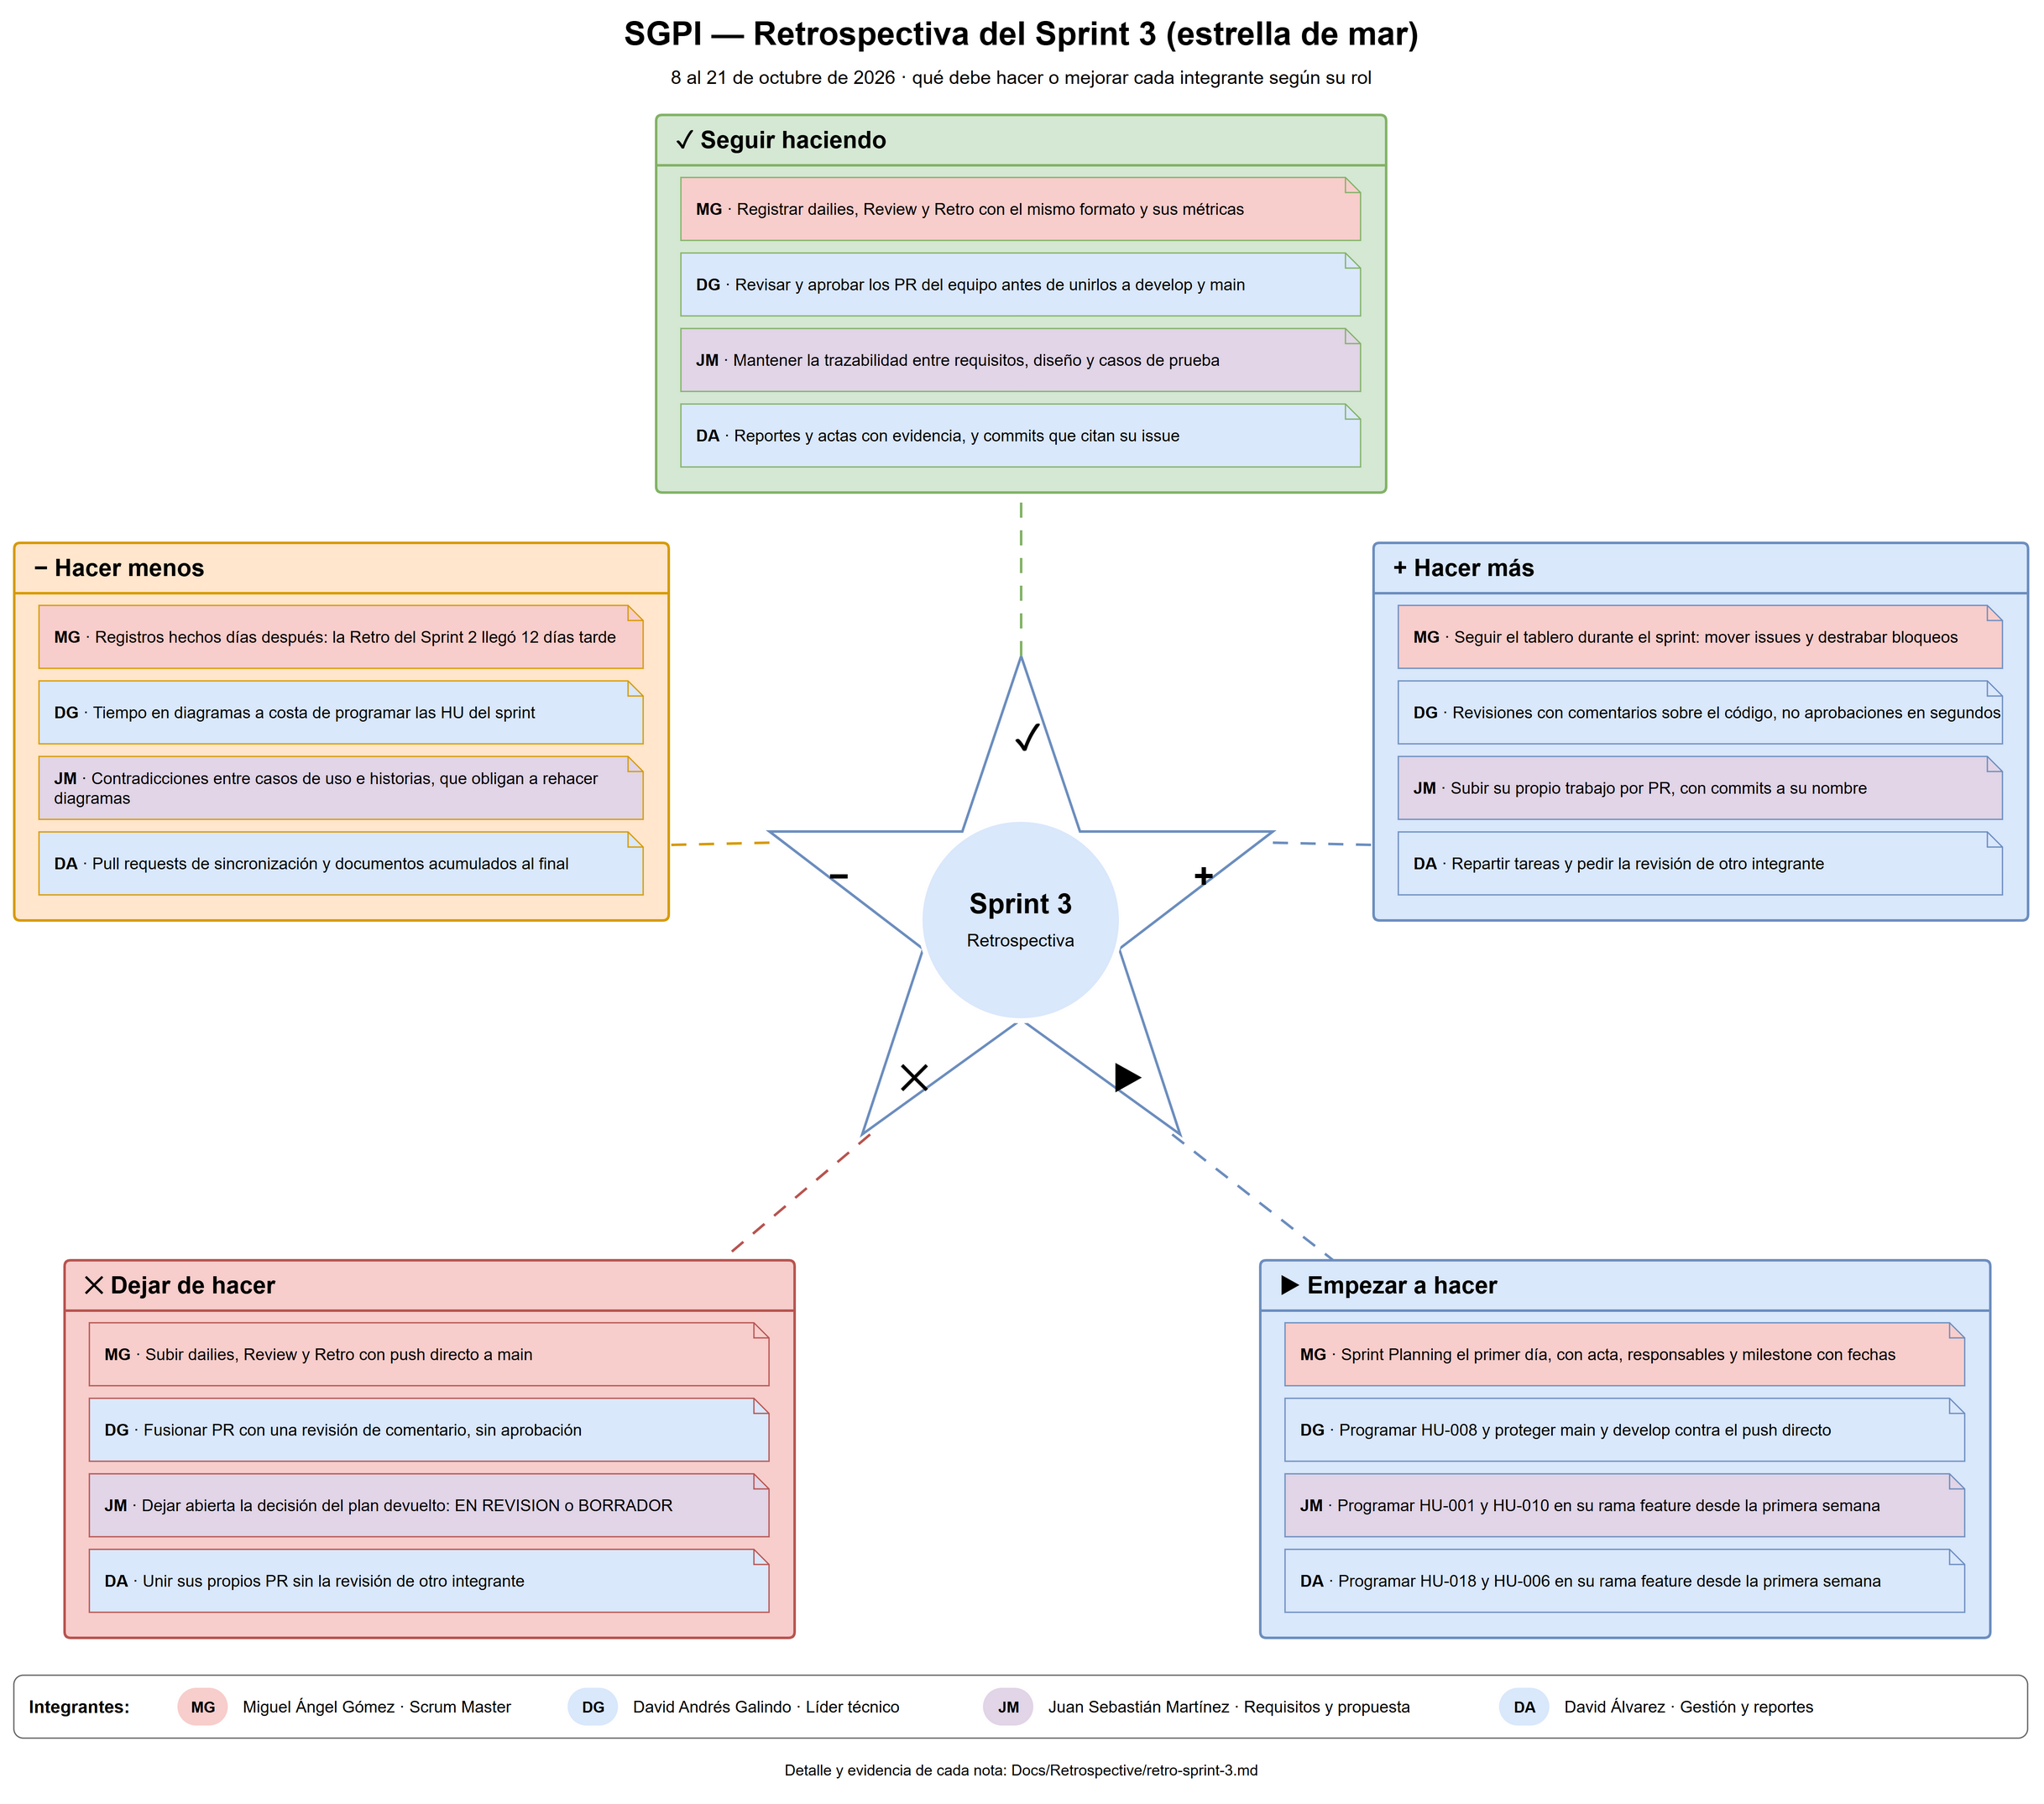 SGPI — Retrospectiva del Sprint 3 (estrella de mar)
8 al 21 de octubre de 2026 · qué debe hacer o mejorar cada integrante según su rol
✓ Seguir haciendo
MG · Registrar dailies, Review y Retro con el mismo formato y sus métricas
DG · Revisar y aprobar los PR del equipo antes de unirlos a develop y main
JM · Mantener la trazabilidad entre requisitos, diseño y casos de prueba
DA · Reportes y actas con evidencia, y commits que citan su issue
− Hacer menos
MG · Registros hechos días después: la Retro del Sprint 2 llegó 12 días tarde
DG · Tiempo en diagramas a costa de programar las HU del sprint
JM · Contradicciones entre casos de uso e historias, que obligan a rehacer
diagramas
DA · Pull requests de sincronización y documentos acumulados al final
+ Hacer más
MG · Seguir el tablero durante el sprint: mover issues y destrabar bloqueos
DG · Revisiones con comentarios sobre el código, no aprobaciones en segundos
JM · Subir su propio trabajo por PR, con commits a su nombre
DA · Repartir tareas y pedir la revisión de otro integrante
✓
−
+
Sprint 3
Retrospectiva
✕
▶
✕ Dejar de hacer
MG · Subir dailies, Review y Retro con push directo a main
DG · Fusionar PR con una revisión de comentario, sin aprobación
JM · Dejar abierta la decisión del plan devuelto: EN REVISION o BORRADOR
DA · Unir sus propios PR sin la revisión de otro integrante
▶ Empezar a hacer
MG · Sprint Planning el primer día, con acta, responsables y milestone con fechas
DG · Programar HU-008 y proteger main y develop contra el push directo
JM · Programar HU-001 y HU-010 en su rama feature desde la primera semana
DA · Programar HU-018 y HU-006 en su rama feature desde la primera semana
Integrantes: MG Miguel Ángel Gómez · Scrum Master DG David Andrés Galindo · Líder técnico JM Juan Sebastián Martínez · Requisitos y propuesta DA David Álvarez · Gestión y reportes
Detalle y evidencia de cada nota: Docs/Retrospective/retro-sprint-3.md